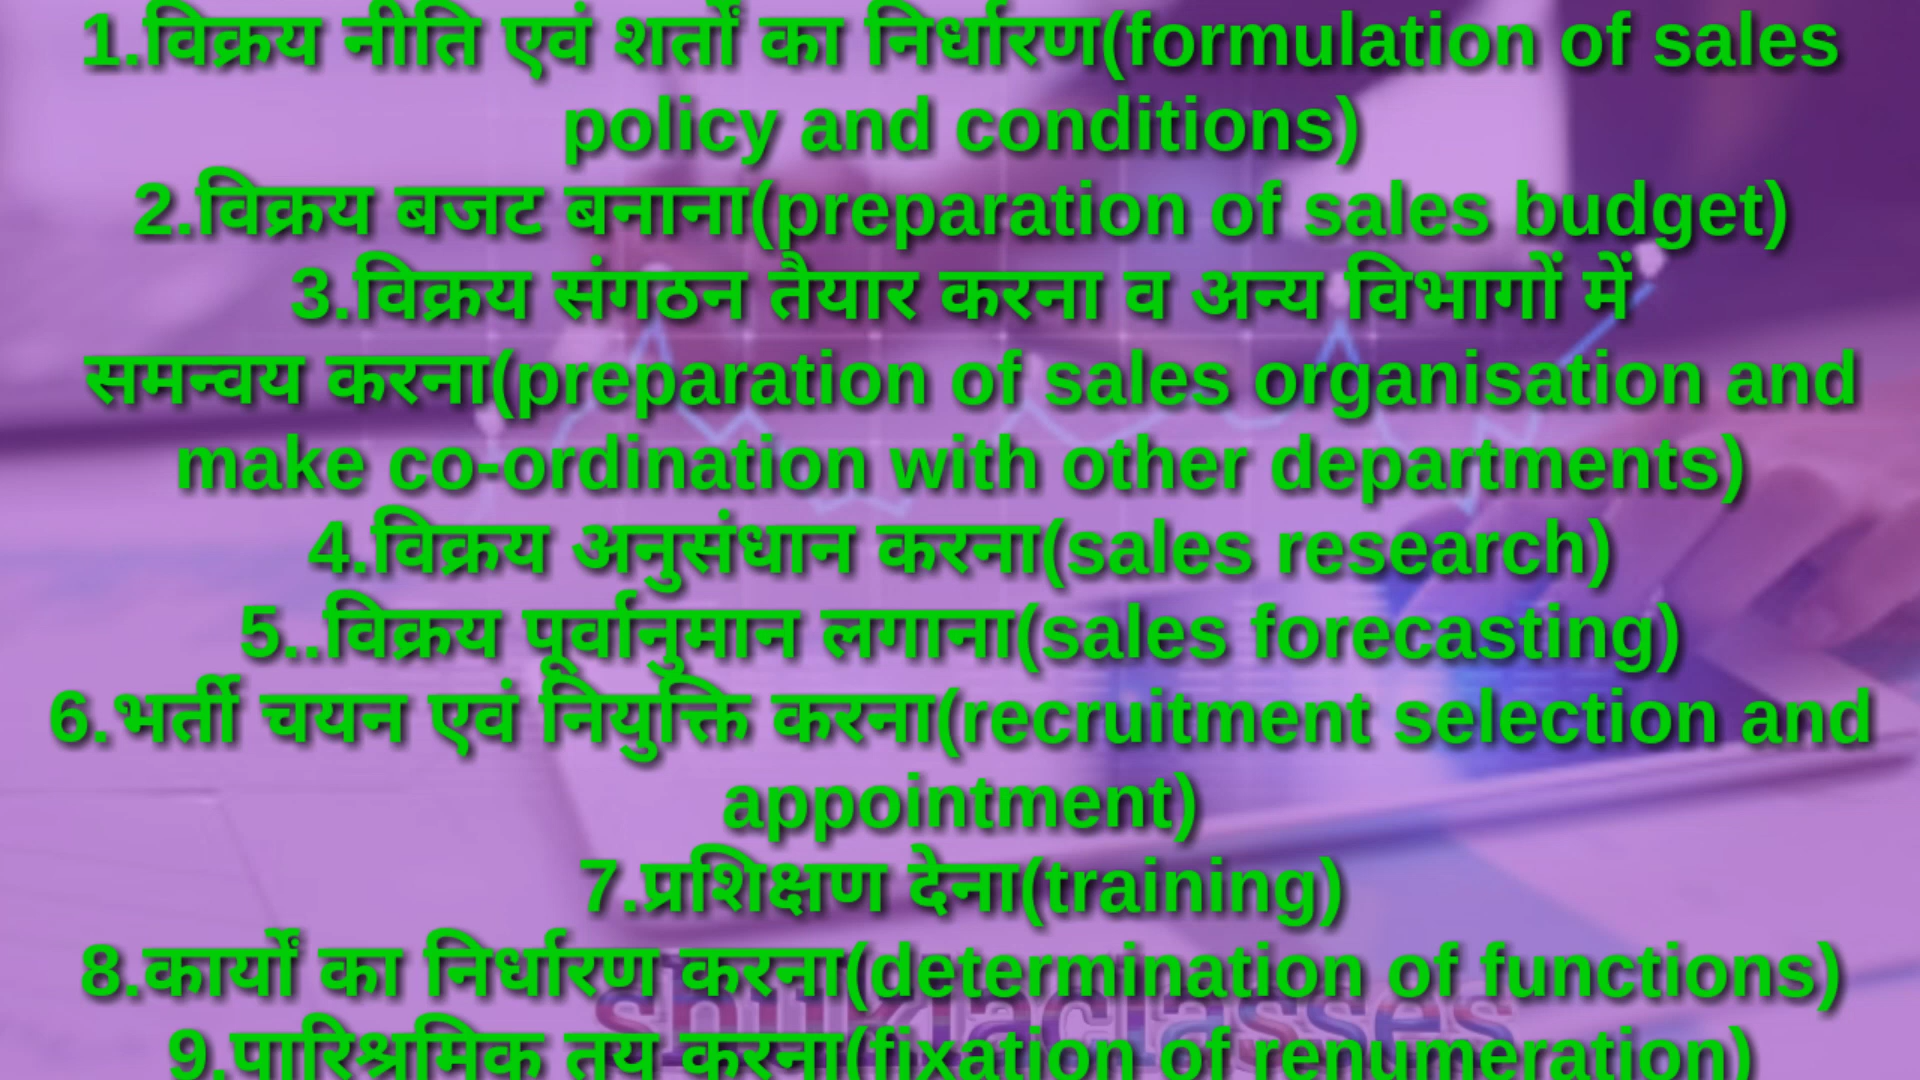 1.विक्रय नीति एवं शर्तों का निर्धारण(formulation of sales
policy and conditions)
2.विक्रय बजट बनाना(preparation of sales budget)
3.विक्रय संगठन तैयार करना व अन्य विभागों में
समन्वय करना(preparation of sales organisation and
make co-ordination with other departments)
4.विक्रय अनुसंधान करना(sales research)
5..विक्रय पूर्वानुमान लगाना(sales forecasting)
6.भर्ती चयन एवं नियुक्ति करना(recruitment selection and
appointment)
7.प्रशिक्षण देना(training)
8.कार्यों का निर्धारण करना(determination of functions)
shuklaclasses
9.पारिश्रमिक तय करना(fixation of renumeration)